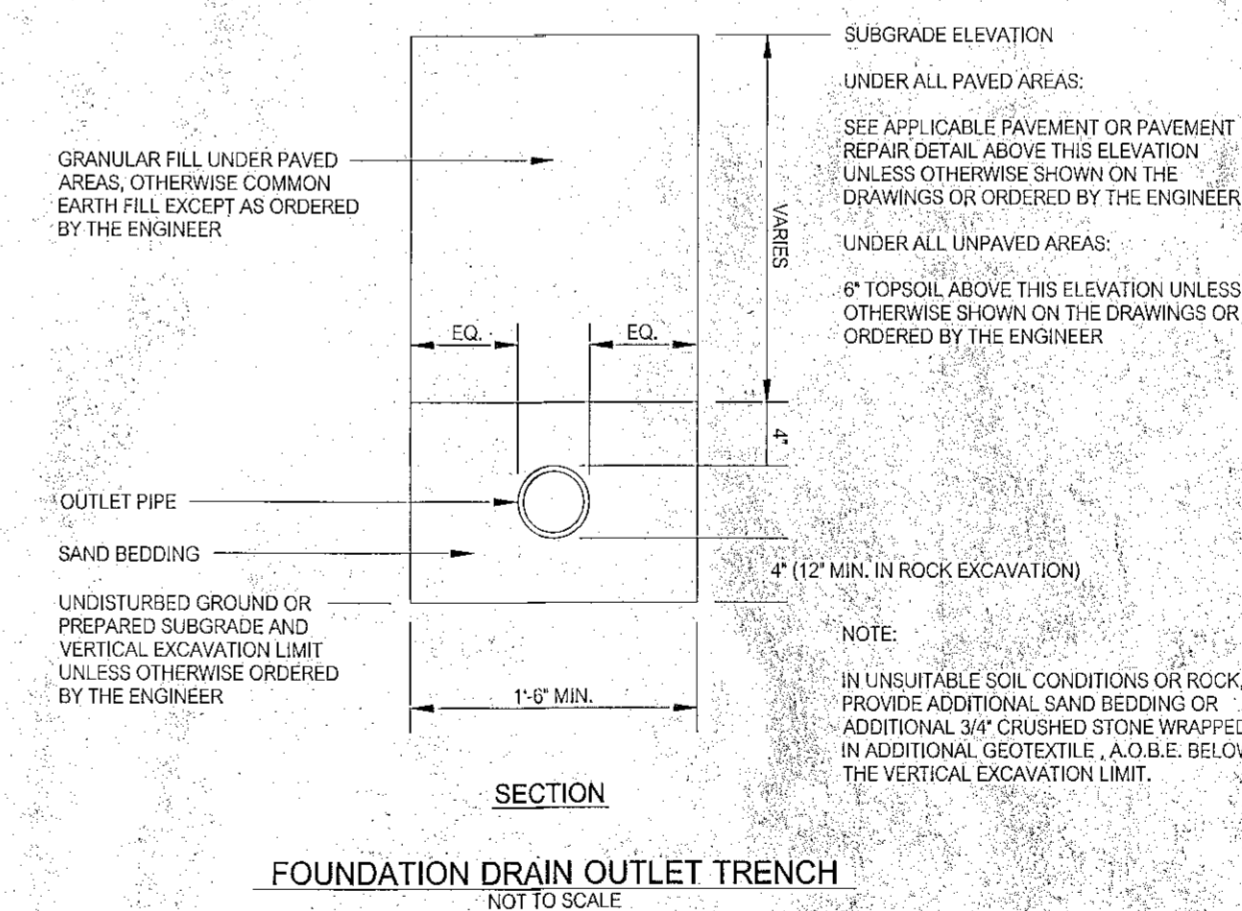 SUBGRADE ELEVATION
UNDER ALL PAVED AREAS:
SEE APPLICABLE PAVEMENT OR PAVEMENT
REPAIR DETAIL ABOVE THIS ELEVATION
UNLESS OTHERWISE SHOWN ON THE
DRAWINGS OR ORDERED BY THE ENGINEER
UNDER ALL UNPAVED AREAS:
6" TOPSOIL ABOVE THIS ELEVATION UNLESS
OTHERWISE SHOWN ON THE DRAWINGS OR
ORDERED BY THE ENGINEER
GRANULAR FILL UNDER PAVED
AREAS, OTHERWISE COMMON
EARTH FILL EXCEPT AS ORDERED
BY THE ENGINEER
VARIES
EQ.
EQ.
4"
OUTLET PIPE
SAND BEDDING
4" (12" MIN. IN ROCK EXCAVATION)
UNDISTURBED GROUND OR
PREPARED SUBGRADE AND
VERTICAL EXCAVATION LIMIT
UNLESS OTHERWISE ORDERED
BY THE ENGINEER
1'-6" MIN.
NOTE:
IN UNSUITABLE SOIL CONDITIONS OR ROCK,
PROVIDE ADDITIONAL SAND BEDDING OR
ADDITIONAL 3/4" CRUSHED STONE WRAPPED
IN ADDITIONAL GEOTEXTILE , A.O.B.E. BELOW
THE VERTICAL EXCAVATION LIMIT.
SECTION
FOUNDATION DRAIN OUTLET TRENCH
NOT TO SCALE